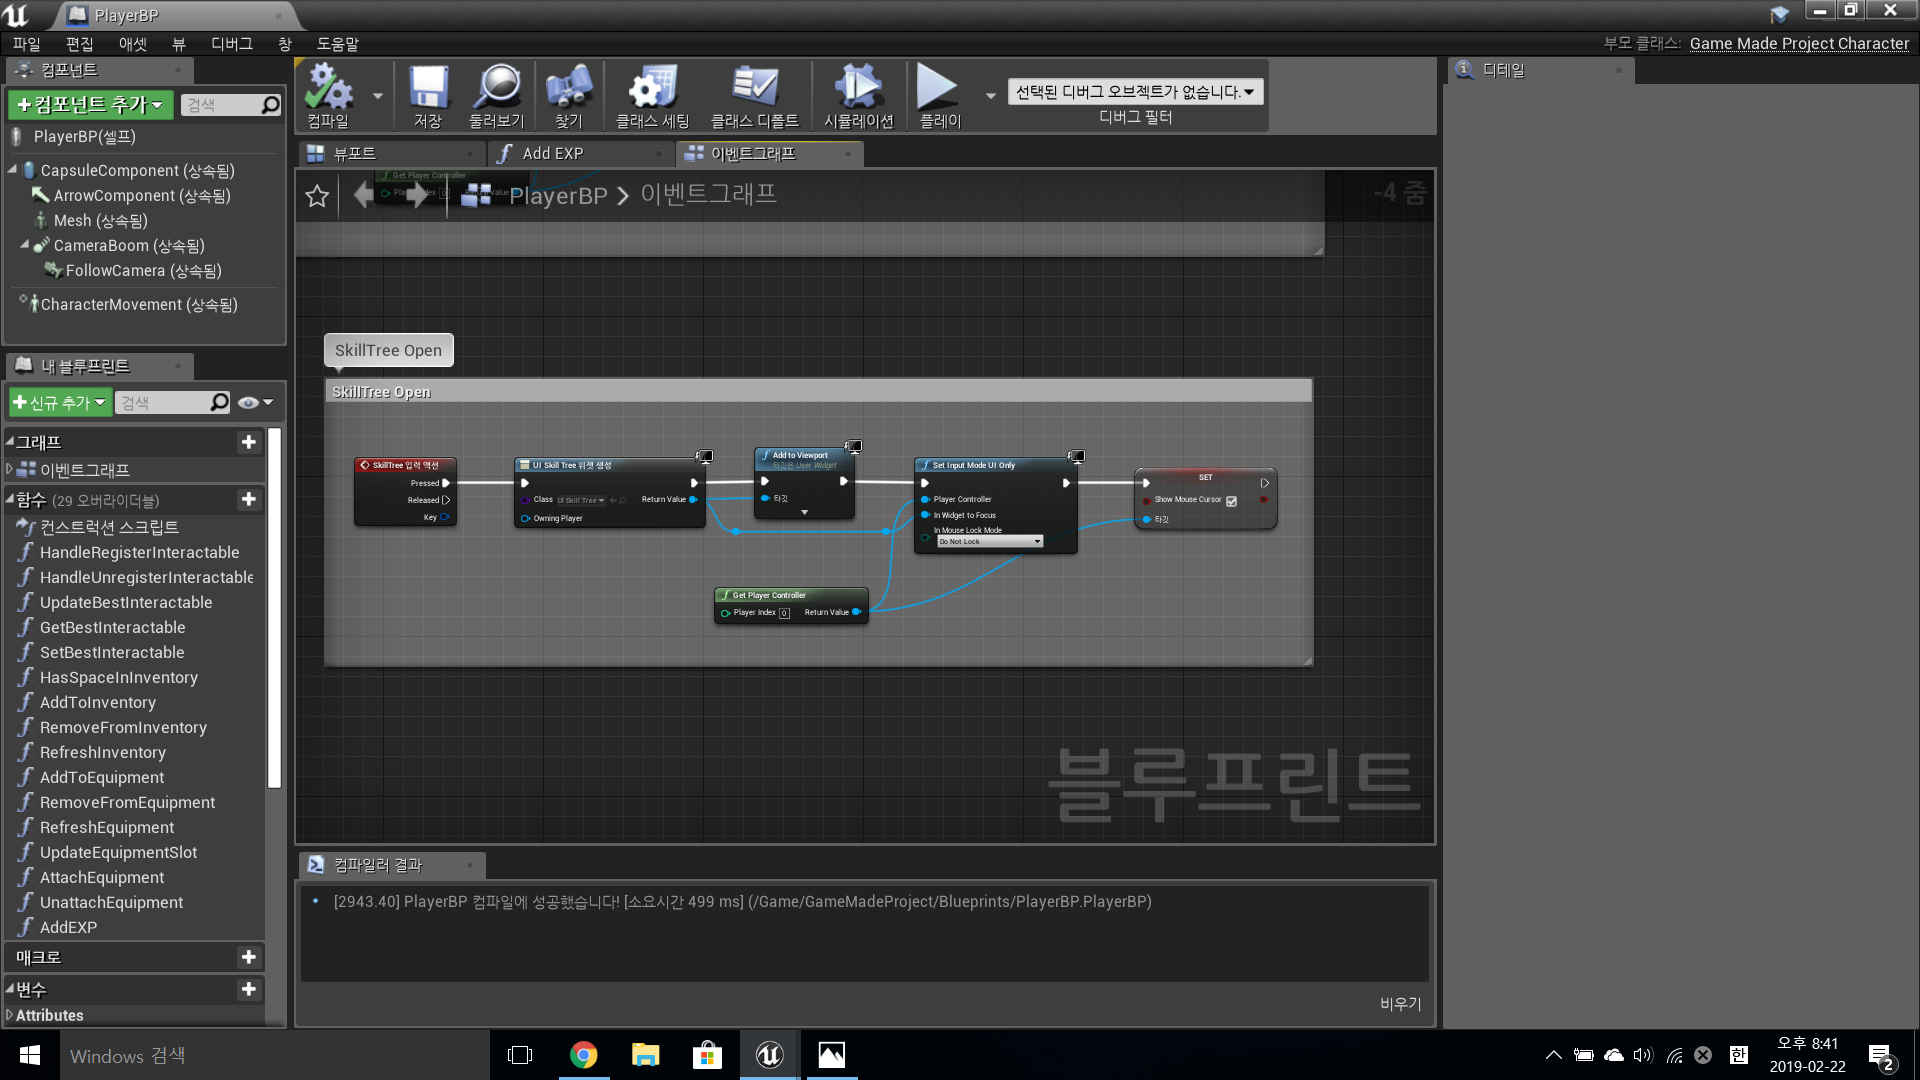 PlayerBP
파일 편집 애셋 뷰 디버그 창 도움말
부모 클래스: Game Made Project Character
컴포넌트
컴포넌트 추가
검색
PlayerBP(셀프)
CapsuleComponent (상속됨)
ArrowComponent (상속됨)
Mesh (상속됨)
CameraBoom (상속됨)
FollowCamera (상속됨)
CharacterMovement (상속됨)
내 블루프린트
신규 추가
검색
그래프
이벤트그래프
함수 (29 오버라이더블)
컨스트럭션 스크립트
HandleRegisterInteractable
HandleUnregisterInteractable
UpdateBestInteractable
GetBestInteractable
SetBestInteractable
HasSpaceInInventory
AddToInventory
RemoveFromInventory
RefreshInventory
AddToEquipment
RemoveFromEquipment
RefreshEquipment
UpdateEquipmentSlot
AttachEquipment
UnattachEquipment
AddEXP
매크로
변수
Attributes
컴파일
저장
둘러보기
찾기
클래스 세팅
클래스 디폴트
시뮬레이션
플레이
선택된 디버그 오브젝트가 없습니다.
디버그 필터
뷰포트
Add EXP
이벤트그래프
Get Player Controller
PlayerBP > 이벤트그래프
-4 줌
SkillTree Open
SkillTree Open
SkillTree 입력 액션
Pressed
Released
Key
UI Skill Tree 위젯 생성
Class UI Skill Tree
Return Value
Owning Player
Add to Viewport
타깃은 User Widget
타깃
Set Input Mode UI Only
Player Controller
In Widget to Focus
In Mouse Lock Mode
Do Not Lock
SET
Show Mouse Cursor
타깃
Get Player Controller
Player Index 0
Return Value
블루프린트
컴파일러 결과
[2943.40] PlayerBP 컴파일에 성공했습니다! [소요시간 499 ms] (/Game/GameMadeProject/Blueprints/PlayerBP.PlayerBP)
비우기
디테일
Windows 검색
한
오후 8:41
2019-02-22
2